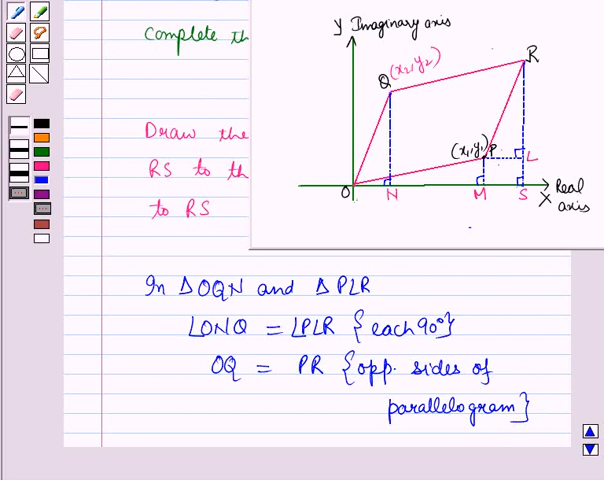 Complete th
Draw the
RS to th
to RS
Y Imaginary axis
R
Q (x2, y2)
(x1, y1) P
L
O
N
M
S
X
Real
axis
In ΔOQN and ΔPLR
∠ONQ = ∠PLR {each 90°}
OQ = PR {opp. sides of
parallelogram}